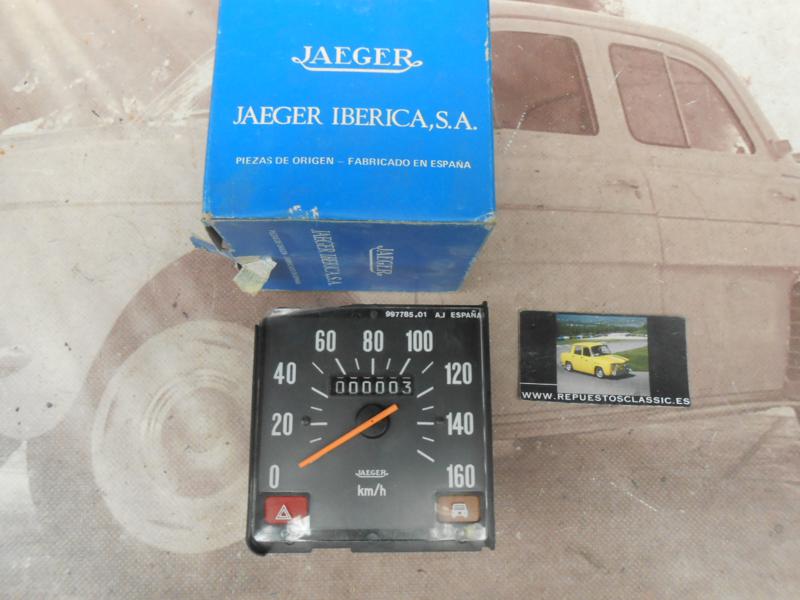 JAEGER
JAEGER IBERICA, S.A.
PIEZAS DE ORIGEN – FABRICADO EN ESPAÑA
JAEGER IBERICA, S.A.
JAEGER
997785.01 AJ ESPAÑA
0 20 40 60 80 100 120 140 160
000003
JAEGER
km/h
WWW.REPUESTOSCLASSIC.ES